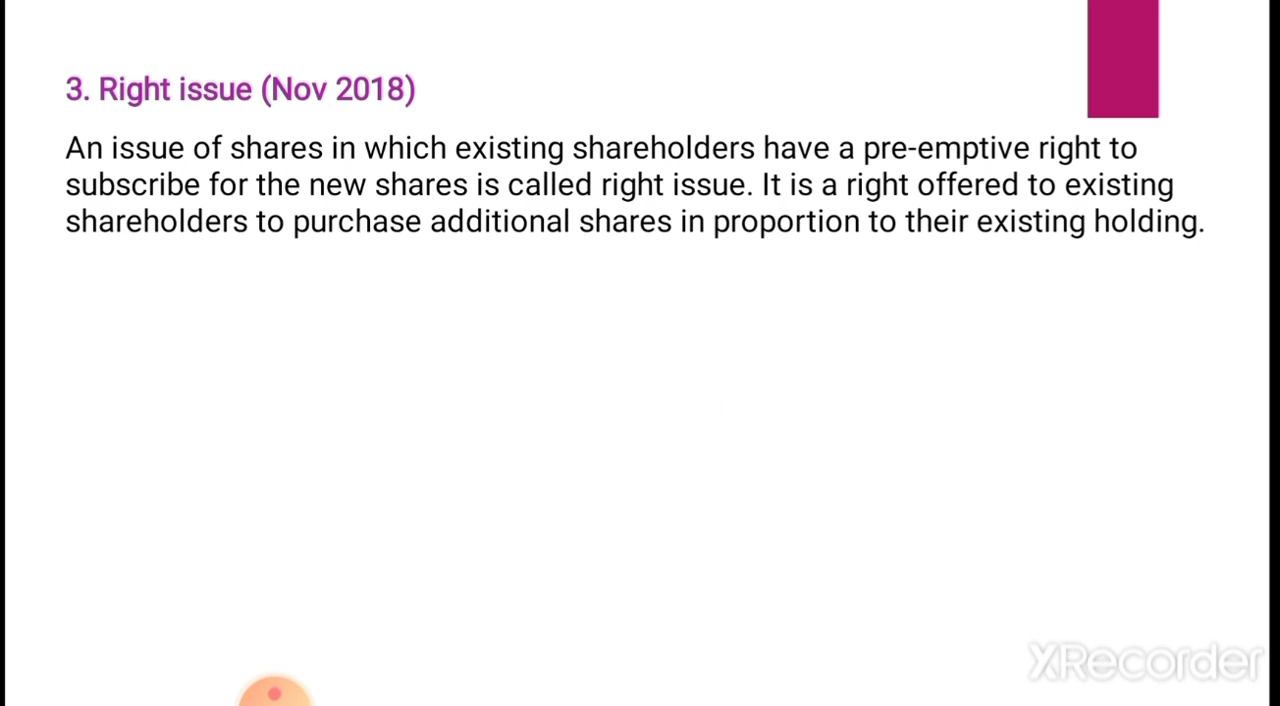 3. Right issue (Nov 2018)
An issue of shares in which existing shareholders have a pre-emptive right to
subscribe for the new shares is called right issue. It is a right offered to existing
shareholders to purchase additional shares in proportion to their existing holding.
XRecorder